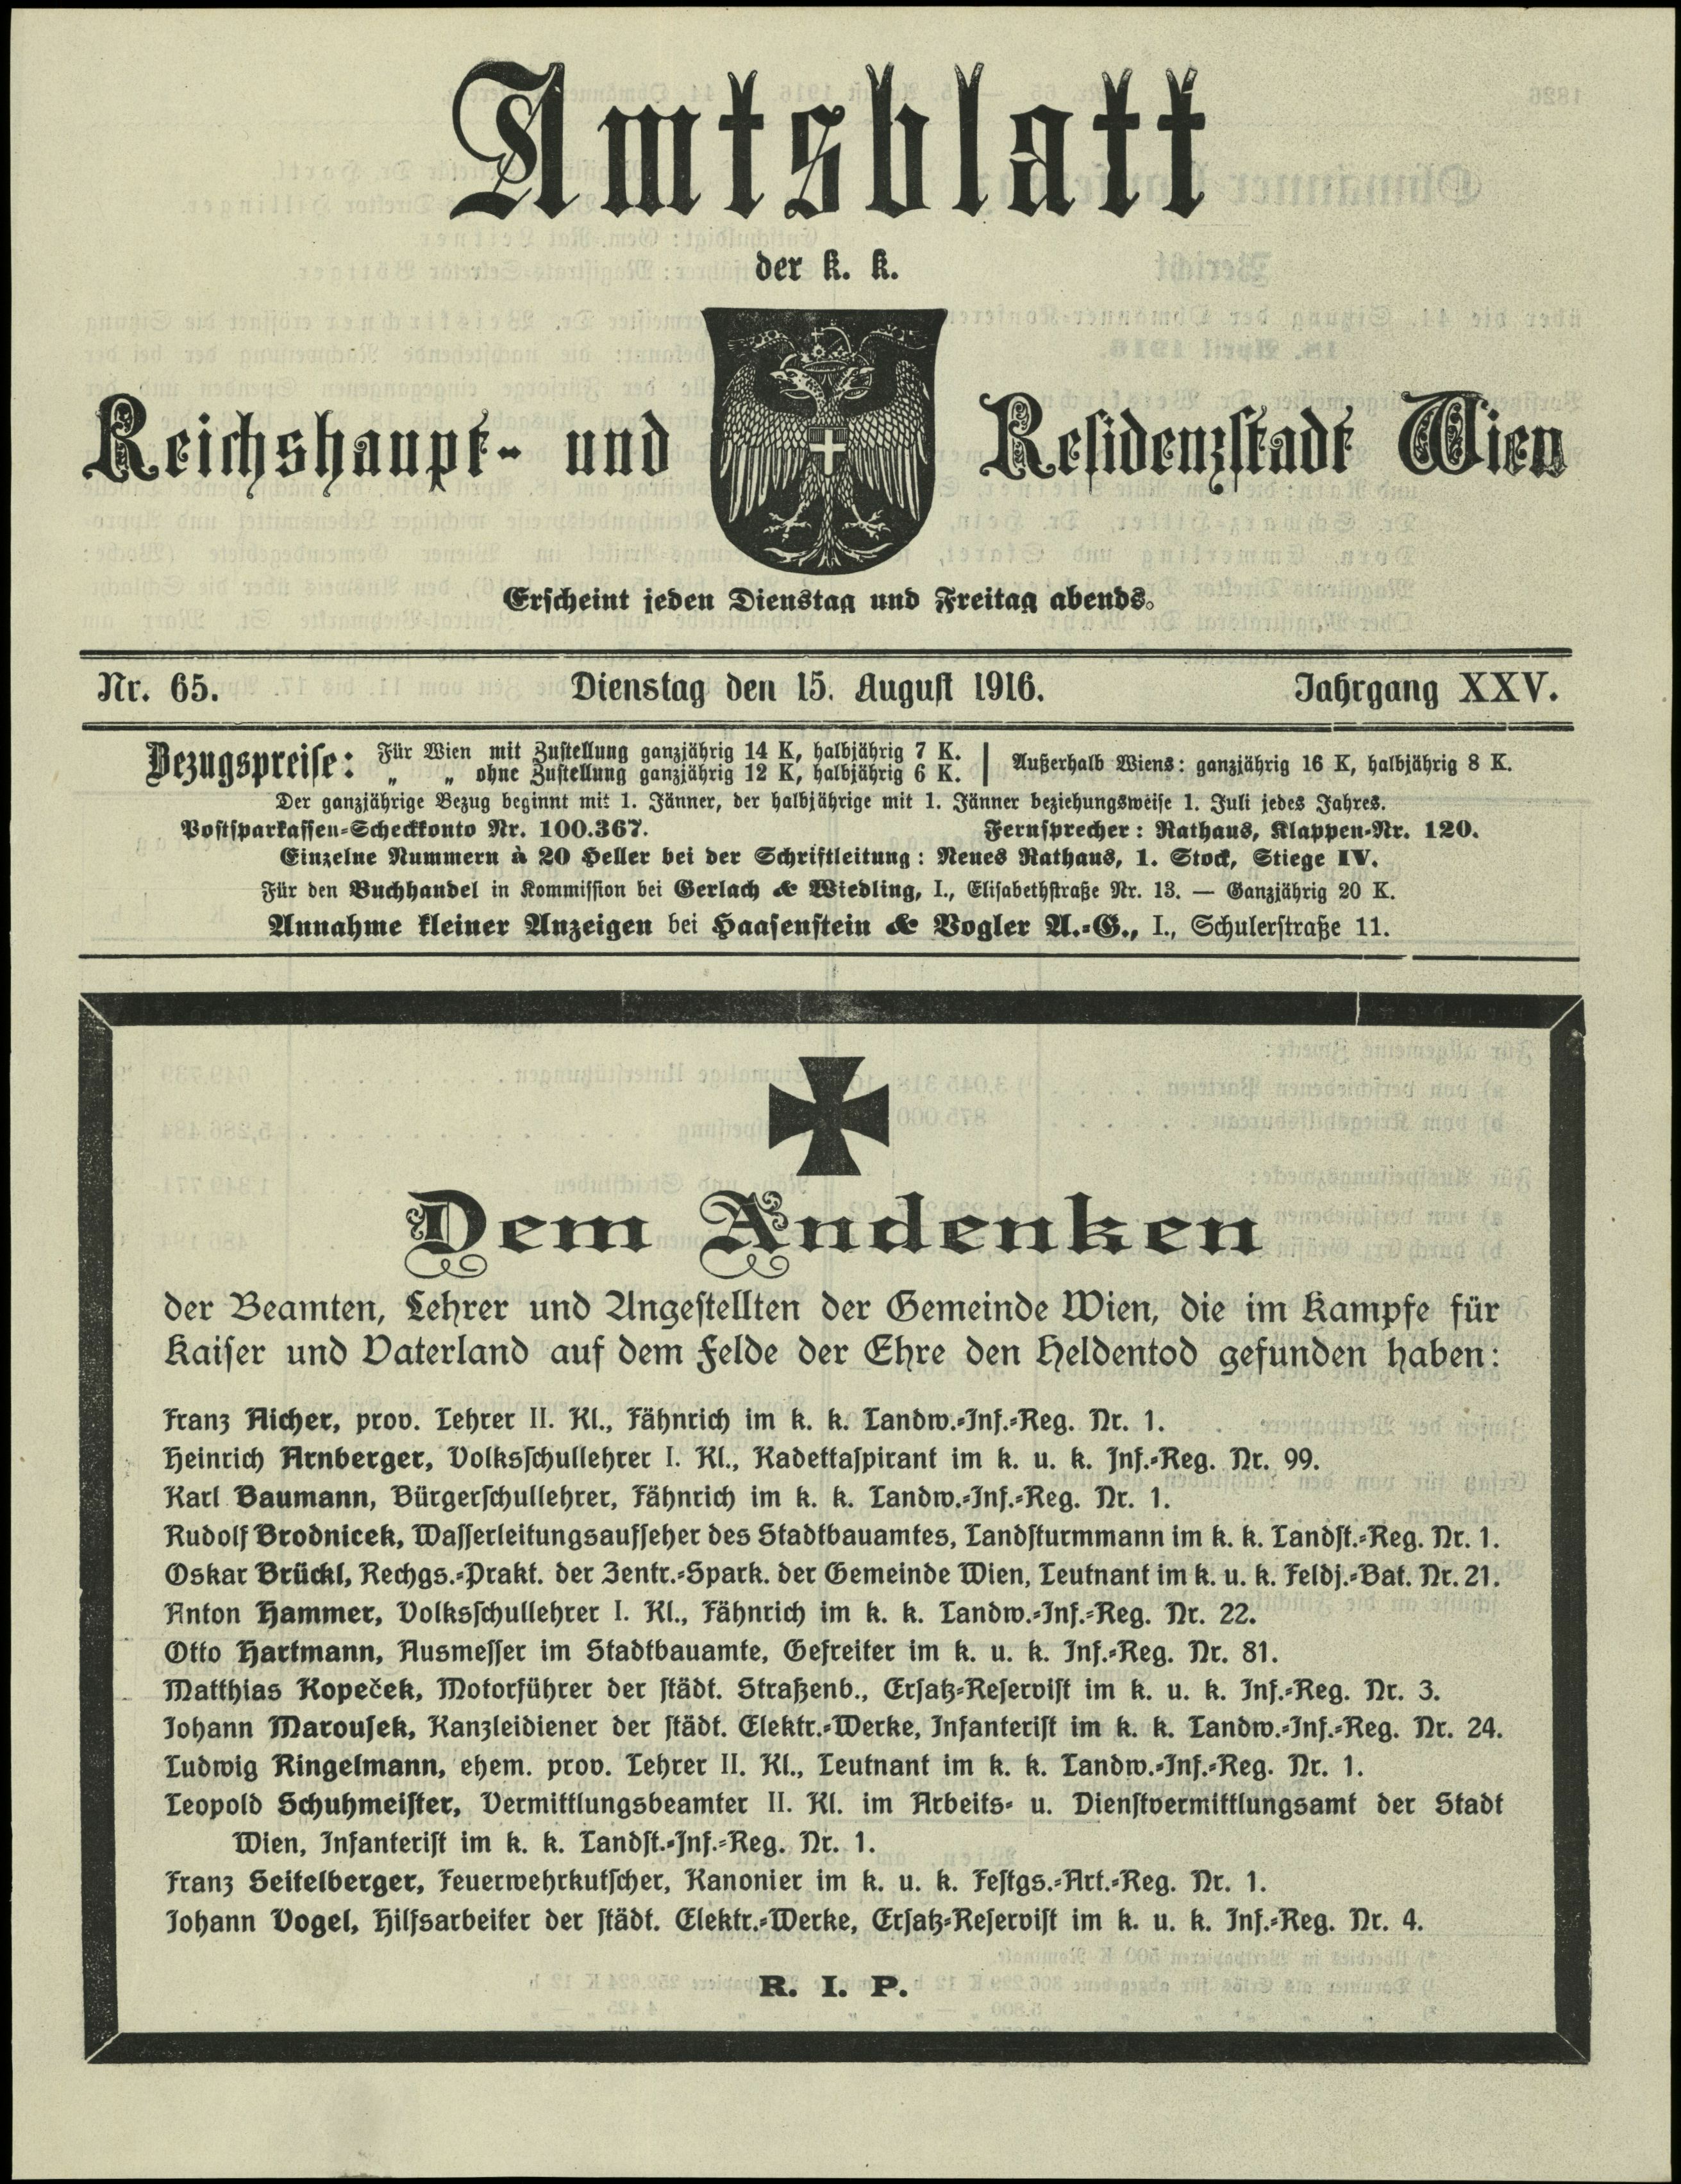 Amtsblatt
der k. k.
Reichshaupt- und Residenzstadt Wien
Erscheint jeden Dienstag und Freitag abends.
Nr. 65. Dienstag den 15. August 1916. Jahrgang XXV.
Bezugspreise: Für Wien mit Zustellung ganzjährig 14 K, halbjährig 7 K.
„ „ ohne Zustellung ganzjährig 12 K, halbjährig 6 K.
Außerhalb Wiens: ganzjährig 16 K, halbjährig 8 K.
Der ganzjährige Bezug beginnt mit 1. Jänner, der halbjährige mit 1. Jänner beziehungsweise 1. Juli jedes Jahres.
Postsparkassen-Scheckkonto Nr. 100.367. Fernsprecher: Rathaus, Klappen-Nr. 120.
Einzelne Nummern à 20 Heller bei der Schriftleitung: Neues Rathaus, 1. Stock, Stiege IV.
Für den Buchhandel in Kommission bei Gerlach & Wiedling, I., Elisabethstraße Nr. 13. — Ganzjährig 20 K.
Annahme kleiner Anzeigen bei Haasenstein & Vogler A.-G., I., Schulerstraße 11.
Dem Andenken
der Beamten, Lehrer und Angestellten der Gemeinde Wien, die im Kampfe für
Kaiser und Vaterland auf dem Felde der Ehre den Heldentod gefunden haben:
Franz Aicher, prov. Lehrer II. Kl., Fähnrich im k. k. Landw.-Inf.-Reg. Nr. 1.
Heinrich Arnberger, Volksschullehrer I. Kl., Kadettaspirant im k. u. k. Inf.-Reg. Nr. 99.
Karl Baumann, Bürgerschullehrer, Fähnrich im k. k. Landw.-Inf.-Reg. Nr. 1.
Rudolf Brodnicek, Wasserleitungsaufseher des Stadtbauamtes, Landsturmmann im k. k. Landst.-Reg. Nr. 1.
Oskar Brückl, Rechgs.-Prakt. der Zentr.-Spark. der Gemeinde Wien, Leutnant im k. u. k. Feldj.-Bat. Nr. 21.
Anton Hammer, Volksschullehrer I. Kl., Fähnrich im k. k. Landw.-Inf.-Reg. Nr. 22.
Otto Hartmann, Ausmesser im Stadtbauamte, Gefreiter im k. u. k. Inf.-Reg. Nr. 81.
Matthias Kopeček, Motorführer der städt. Straßenb., Ersatz-Reservist im k. u. k. Inf.-Reg. Nr. 3.
Johann Marousek, Kanzleidiener der städt. Elektr.-Werke, Infanterist im k. k. Landw.-Inf.-Reg. Nr. 24.
Ludwig Ringelmann, ehem. prov. Lehrer II. Kl., Leutnant im k. k. Landw.-Inf.-Reg. Nr. 1.
Leopold Schuhmeister, Vermittlungsbeamter II. Kl. im Arbeits- u. Dienstvermittlungsamt der Stadt
Wien, Infanterist im k. k. Landst.-Inf.-Reg. Nr. 1.
Franz Seitelberger, Feuerwehrkutscher, Kanonier im k. u. k. Festgs.-Art.-Reg. Nr. 1.
Johann Vogel, Hilfsarbeiter der städt. Elektr.-Werke, Ersatz-Reservist im k. u. k. Inf.-Reg. Nr. 4.
R. I. P.